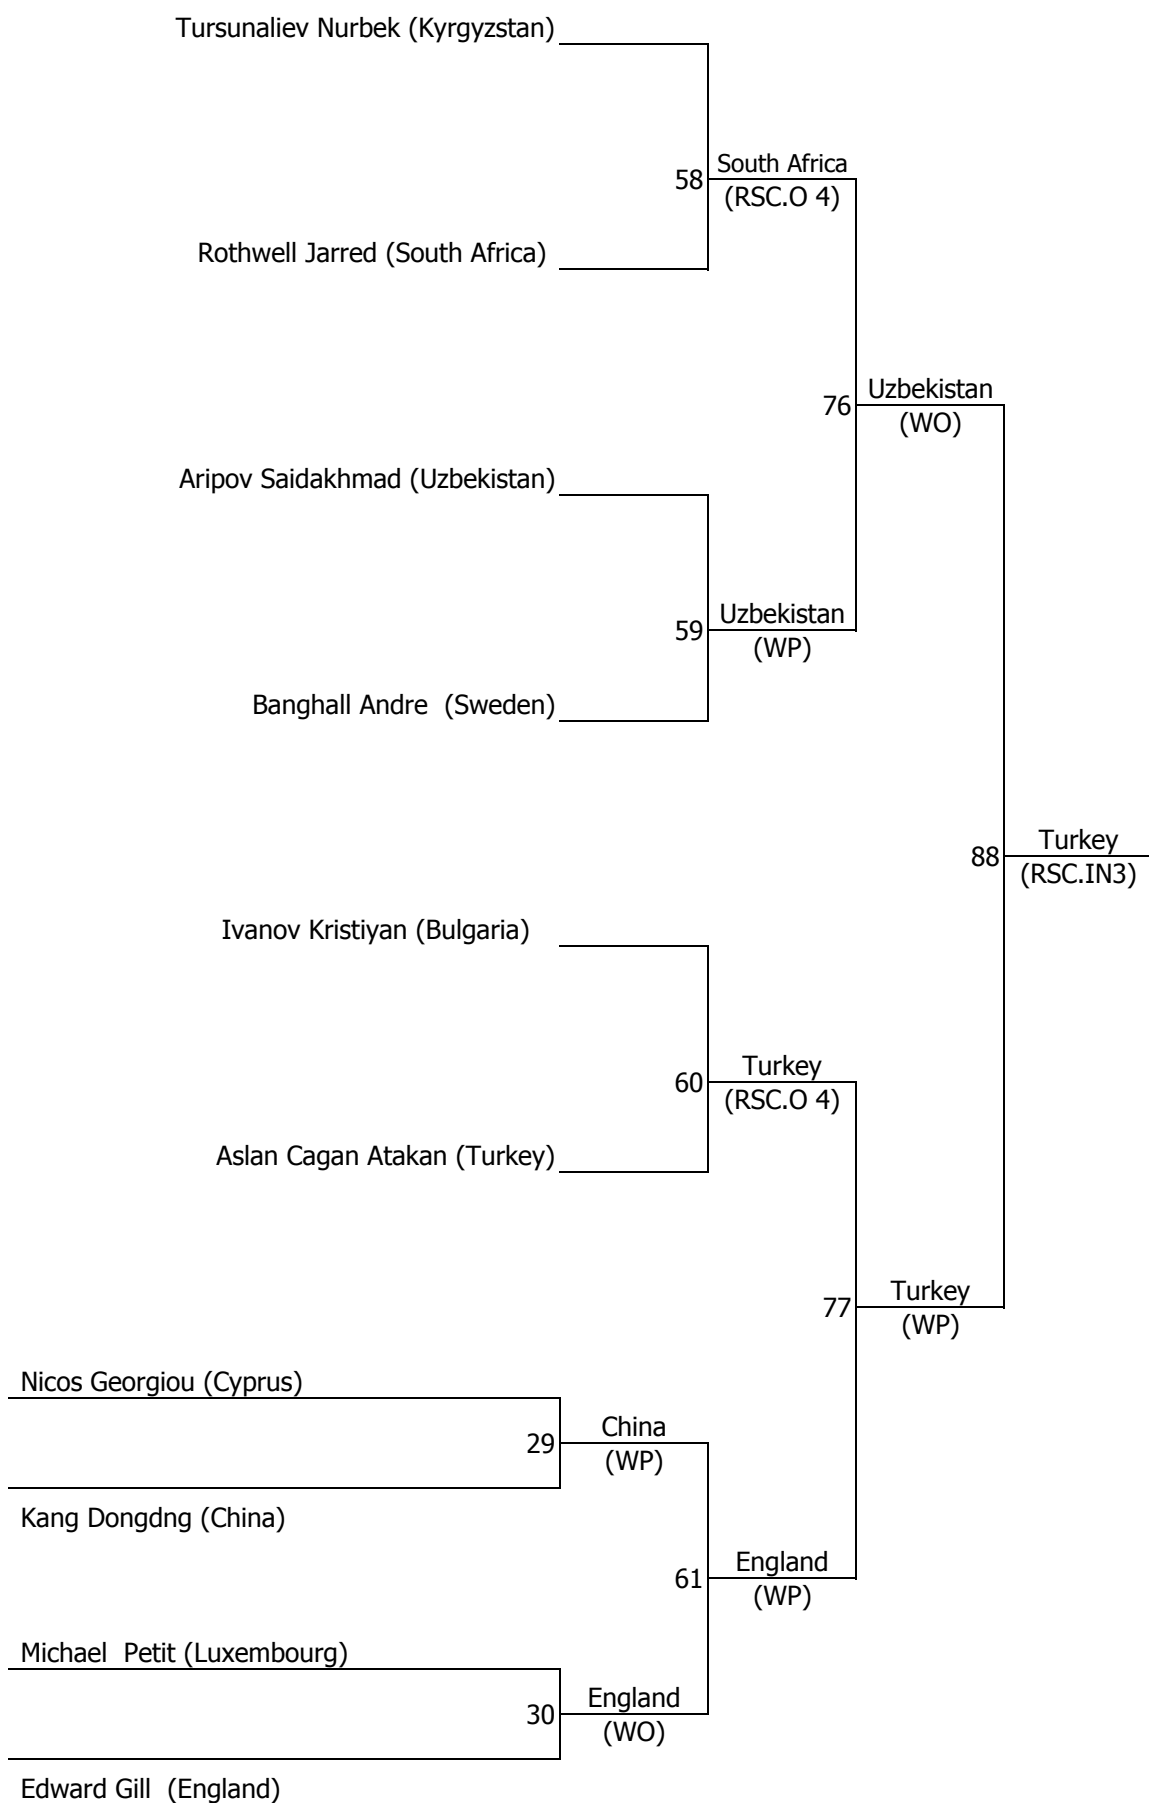 Tursunaliev Nurbek (Kyrgyzstan)
58
South Africa
(RSC.O 4)
Rothwell Jarred (South Africa)
76
Uzbekistan
(WO)
Aripov Saidakhmad (Uzbekistan)
59
Uzbekistan
(WP)
Banghall Andre  (Sweden)
88
Turkey
(RSC.IN3)
Ivanov Kristiyan (Bulgaria)
60
Turkey
(RSC.O 4)
Aslan Cagan Atakan (Turkey)
77
Turkey
(WP)
Nicos Georgiou (Cyprus)
29
China
(WP)
Kang Dongdng (China)
61
England
(WP)
Michael  Petit (Luxembourg)
30
England
(WO)
Edward Gill  (England)